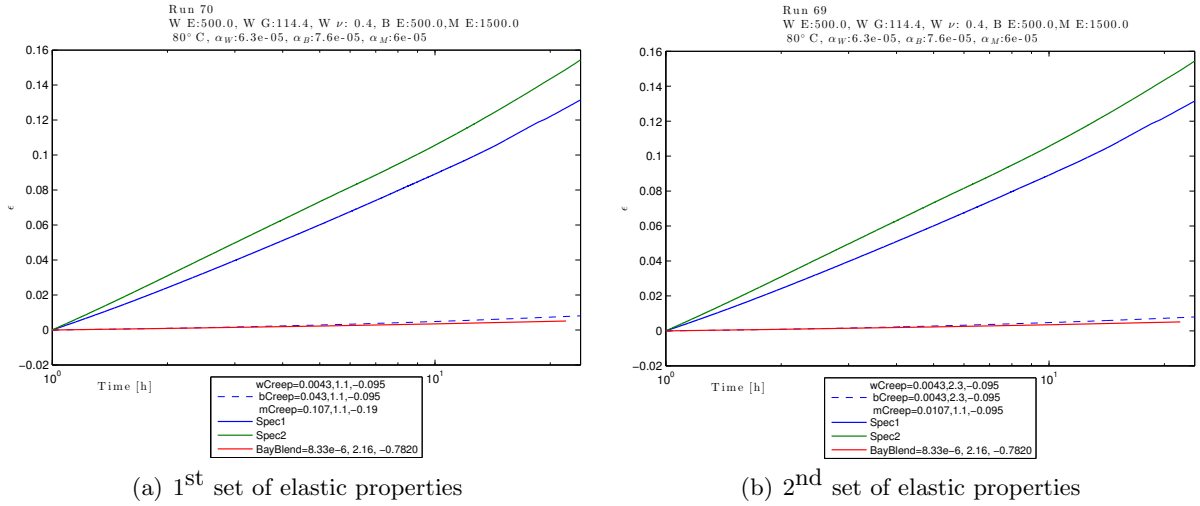 Run 70
W E:500.0, W G:114.4, W ν: 0.4, B E:500.0,M E:1500.0
80° C, α_W:6.3e-05, α_B:7.6e-05, α_M:6e-05
0.16
0.14
0.12
0.1
0.08
0.06
0.04
0.02
0
−0.02
ϵ
10^0
10^1
Time [h]
wCreep=0.0043,1.1,−0.095
bCreep=0.043,1.1,−0.095
mCreep=0.107,1.1,−0.19
Spec1
Spec2
BayBlend=8.33e−6, 2.16, −0.7820
(a) 1st set of elastic properties
Run 69
W E:500.0, W G:114.4, W ν: 0.4, B E:500.0,M E:1500.0
80° C, α_W:6.3e-05, α_B:7.6e-05, α_M:6e-05
0.16
0.14
0.12
0.1
0.08
0.06
0.04
0.02
0
−0.02
ϵ
10^0
10^1
Time [h]
wCreep=0.0043,2.3,−0.095
bCreep=0.0043,2.3,−0.095
mCreep=0.0107,1.1,−0.095
Spec1
Spec2
BayBlend=8.33e−6, 2.16, −0.7820
(b) 2nd set of elastic properties